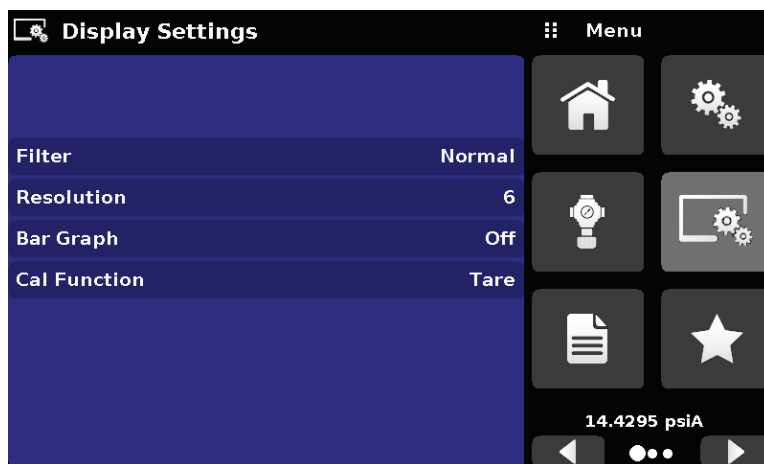 Display Settings
Menu
Filter Normal
Resolution 6
Bar Graph Off
Cal Function Tare
14.4295 psiA